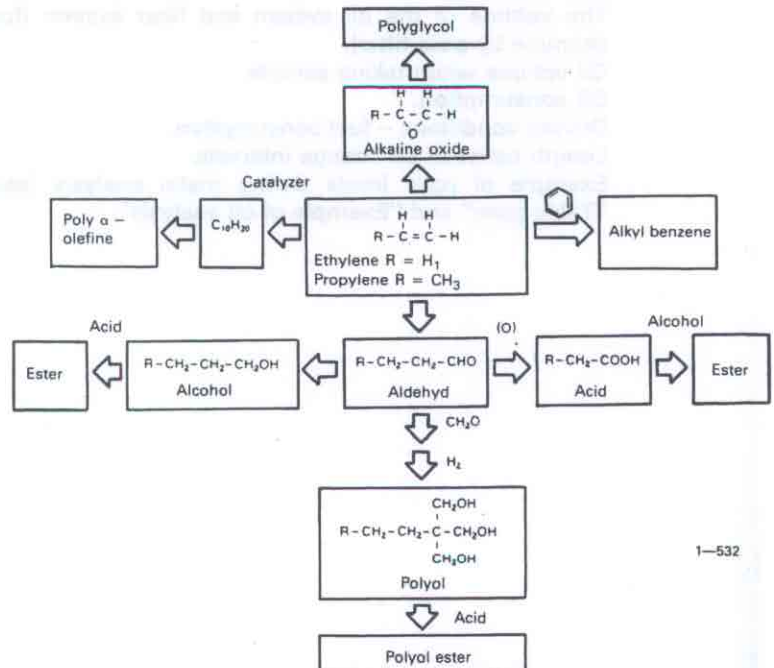 Polyglycol
H H
R-C-C-H
O
Alkaline oxide
Catalyzer
Poly α-
olefine
C₁₀H₂₀
H H
R-C=C-H
Ethylene R = H₁
Propylene R = CH₃
Alkyl benzene
Acid
(O)
Alcohol
Ester
R-CH₂-CH₂-CH₂OH
Alcohol
R-CH₂-CH₂-CHO
Aldehyd
R-CH₂-COOH
Acid
Ester
CH₂O
H₂
CH₂OH
R-CH₂-CH₂-C-CH₂OH
CH₂OH
Polyol
1—532
Acid
Polyol ester